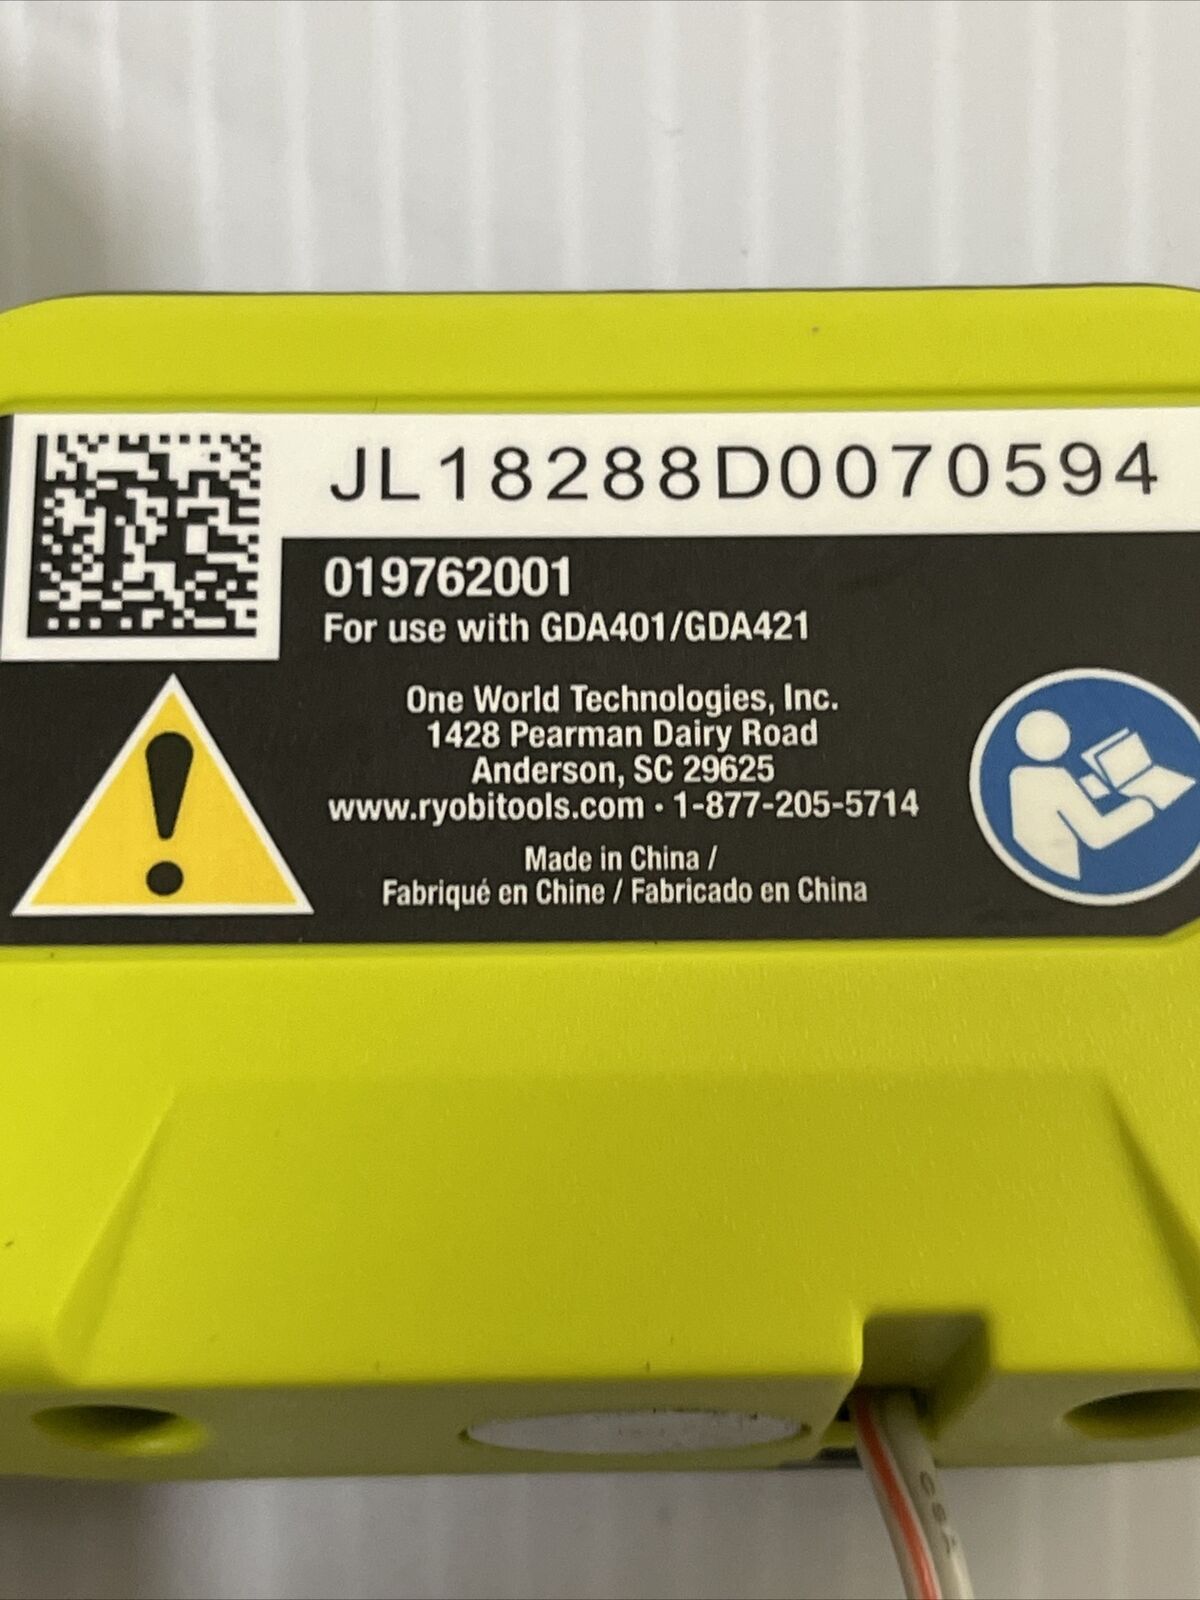 JL18288D0070594
019762001
For use with GDA401/GDA421
One World Technologies, Inc.
1428 Pearman Dairy Road
Anderson, SC 29625
www.ryobitools.com · 1-877-205-5714
Made in China /
Fabriqué en Chine / Fabricado en China
CSA